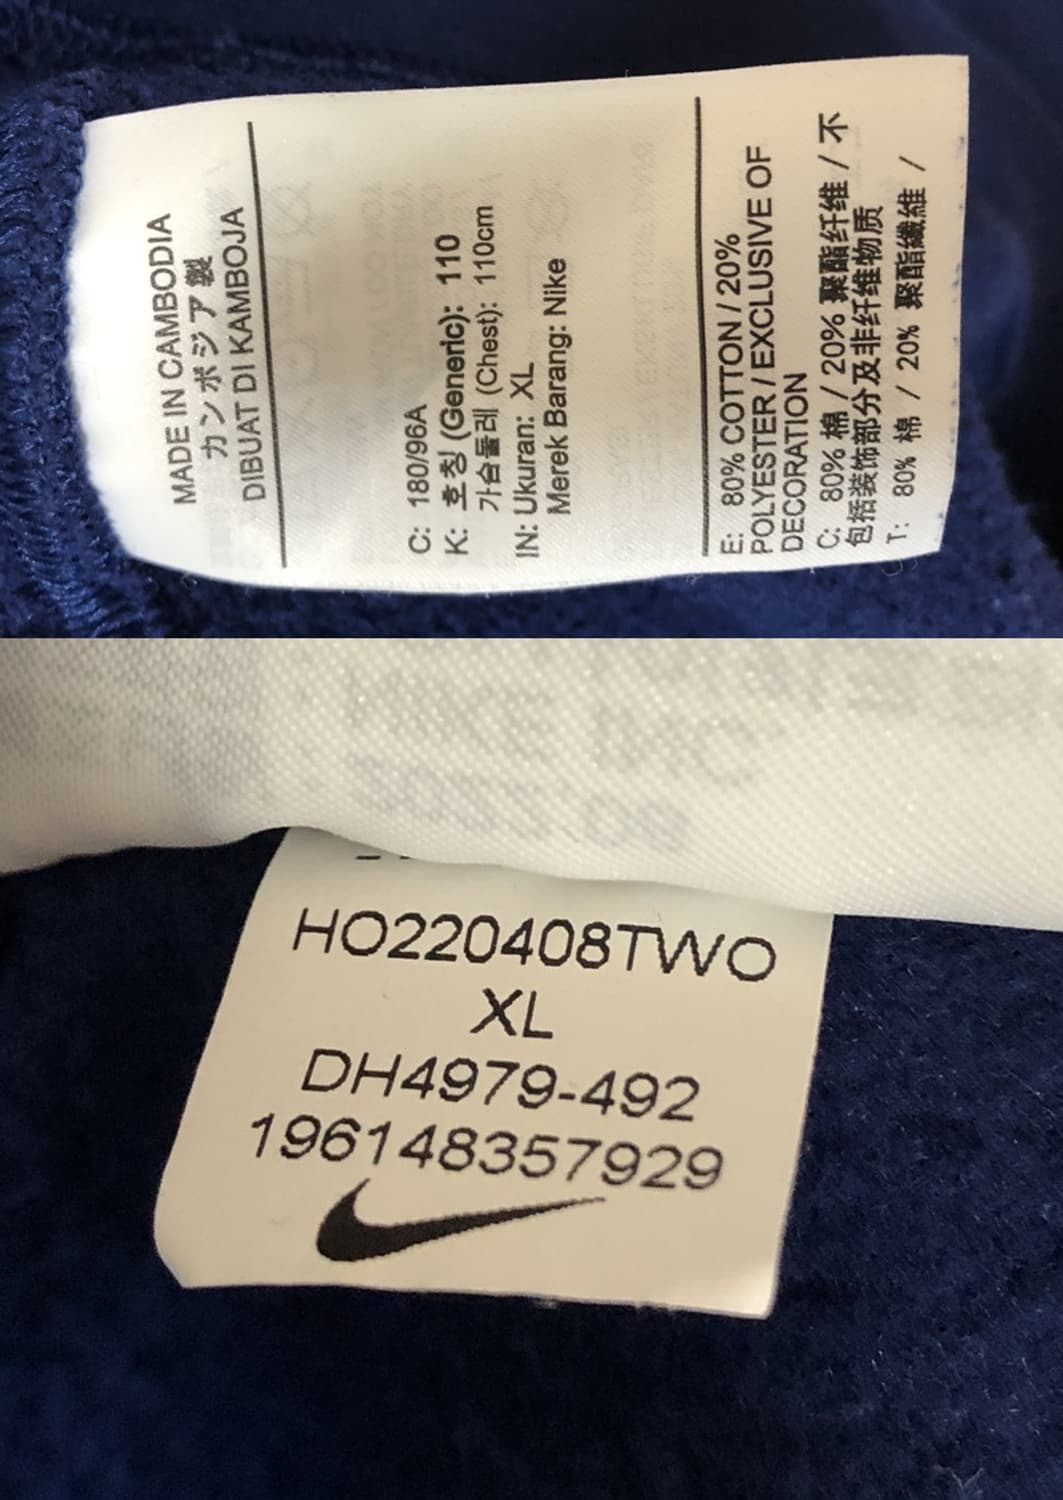 MADE IN CAMBODIA
カンボジア製
DIBUAT DI KAMBOJA
C: 180/96A
K: 호칭 (Generic): 110
가슴둘레 (Chest): 110cm
IN: Ukuran: XL
Merek Barang: Nike
E: 80% COTTON / 20%
POLYESTER / EXCLUSIVE OF
DECORATION
C: 80% 棉 / 20% 聚酯纤维 / 不
包括装饰部分及非纤维物质
T: 80% 棉 / 20% 聚酯纖維 /
HO220408TWO
XL
DH4979-492
196148357929